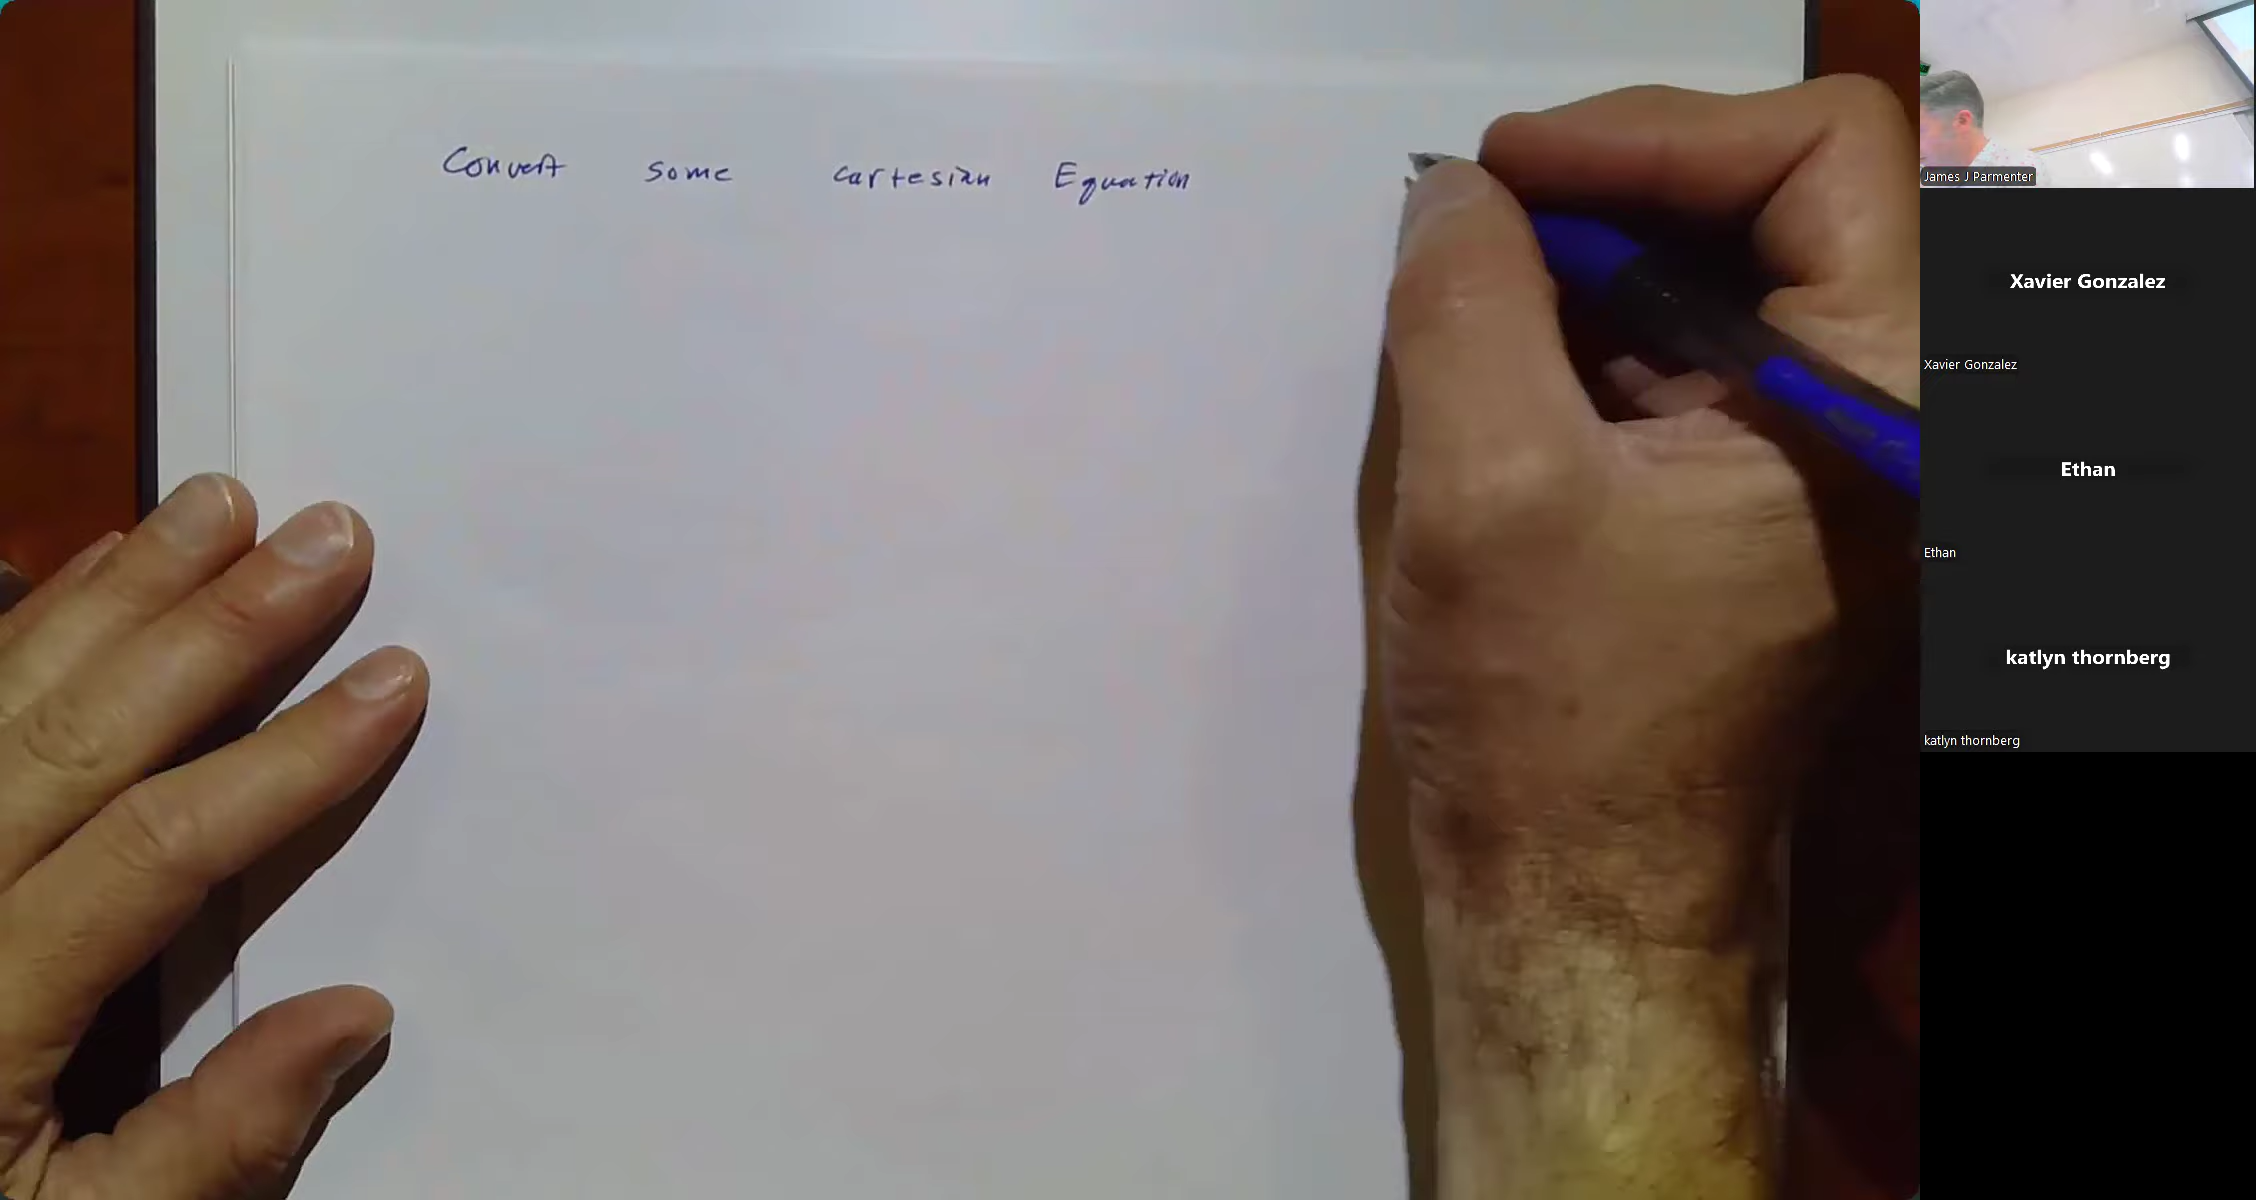 Convert some cartesian Equation
James J Parmenter
Xavier Gonzalez
Xavier Gonzalez
Ethan
Ethan
katlyn thornberg
katlyn thornberg